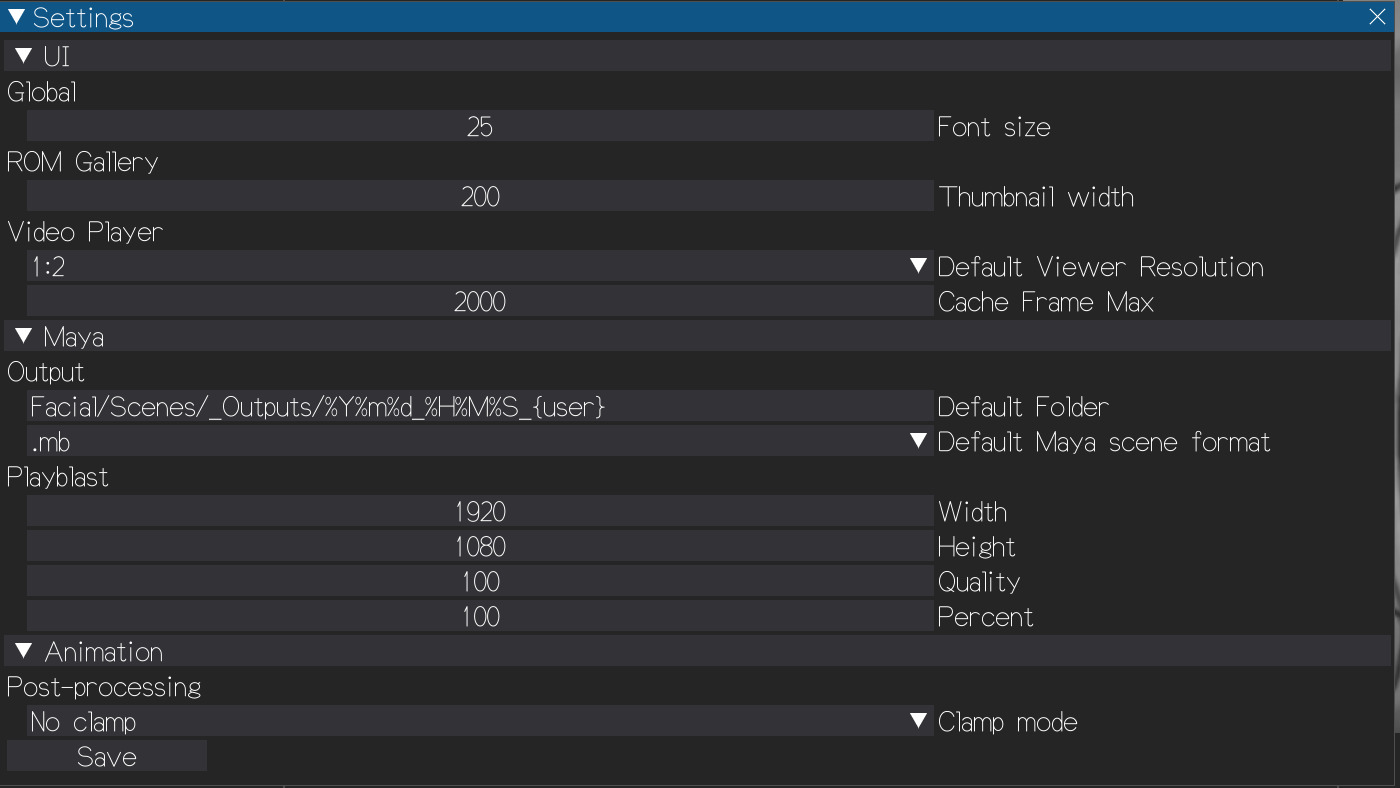 Settings
UI
Global
25 Font size
ROM Gallery
200 Thumbnail width
Video Player
1:2 Default Viewer Resolution
2000 Cache Frame Max
Maya
Output
Facial/Scenes/_Outputs/%Y%m%d_%H%M%S_{user} Default Folder
.mb Default Maya scene format
Playblast
1920 Width
1080 Height
100 Quality
100 Percent
Animation
Post-processing
No clamp Clamp mode
Save